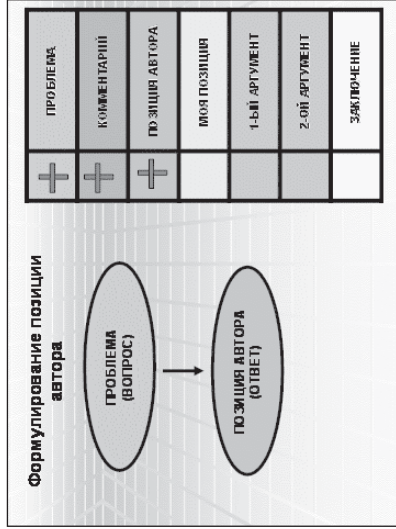 Формулирование позиции
автора
ПРОБЛЕМА
(ВОПРОС)
ПОЗИЦИЯ АВТОРА
(ОТВЕТ)
ПРОБЛЕМА
КОММЕНТАРИЙ
ПОЗИЦИЯ АВТОРА
МОЯ ПОЗИЦИЯ
1-ЫЙ АРГУМЕНТ
2-ОЙ АРГУМЕНТ
ЗАКЛЮЧЕНИЕ